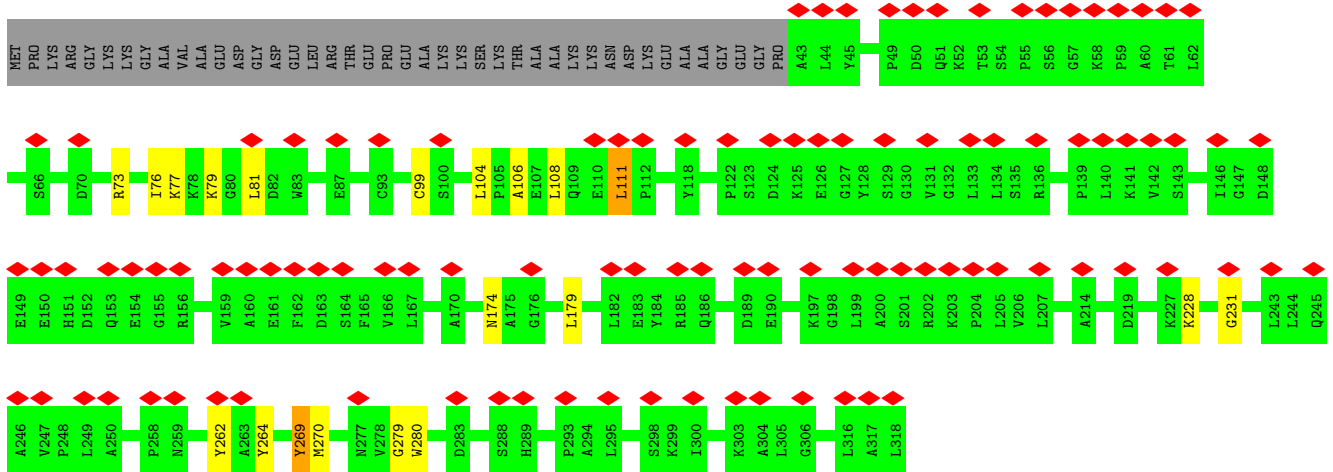 MET PRO LYS ARG GLY LYS LYS GLY ALA VAL ALA GLU ASP GLY ASP GLU LEU ARG THR GLU PRO GLU ALA LYS LYS SER LYS THR ALA ALA LYS LYS ASN ASP LYS GLU ALA ALA GLY GLU GLY PRO A43 L44 Y45 P49 D50 Q51 K52 T53 S54 P55 S56 G57 K58 P59 A60 T61 L62
S66 D70 R73 I76 K77 K78 K79 G80 L81 D82 W83 E87 C93 C99 S100 L104 P105 A106 E107 L108 Q109 E110 L111 P112 Y118 P122 S123 D124 K125 E126 G127 Y128 S129 G130 V131 G132 L133 L134 S135 R136 P139 L140 K141 V142 S143 I146 G147 D148
E149 E150 H151 D152 Q153 E154 G155 R156 V159 A160 E161 F162 D163 S164 F165 V166 L167 A170 N174 A175 G176 L179 L182 E183 Y184 R185 Q186 D189 E190 K197 G198 L199 A200 S201 R202 K203 P204 L205 V206 L207 A214 D219 K227 K228 G231 L243 L244 Q245
A246 V247 P248 L249 A250 P258 N259 Y262 A263 Y264 Y269 M270 N277 V278 G279 W280 D283 S288 H289 P293 A294 L295 S298 K299 I300 K303 A304 L305 G306 L316 A317 L318